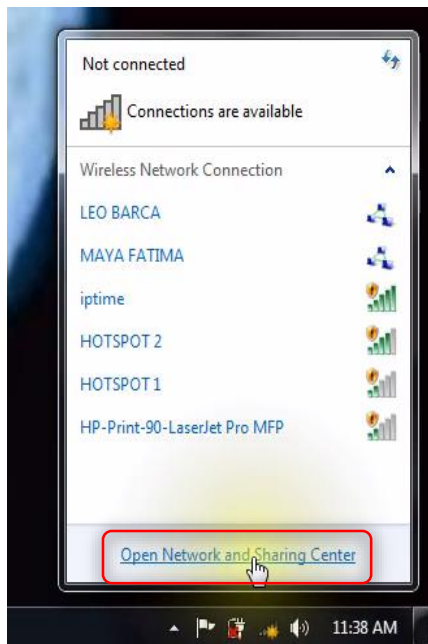 Not connected
Connections are available
Wireless Network Connection
LEO BARCA
MAYA FATIMA
iptime
HOTSPOT 2
HOTSPOT 1
HP-Print-90-LaserJet Pro MFP
Open Network and Sharing Center
11:38 AM